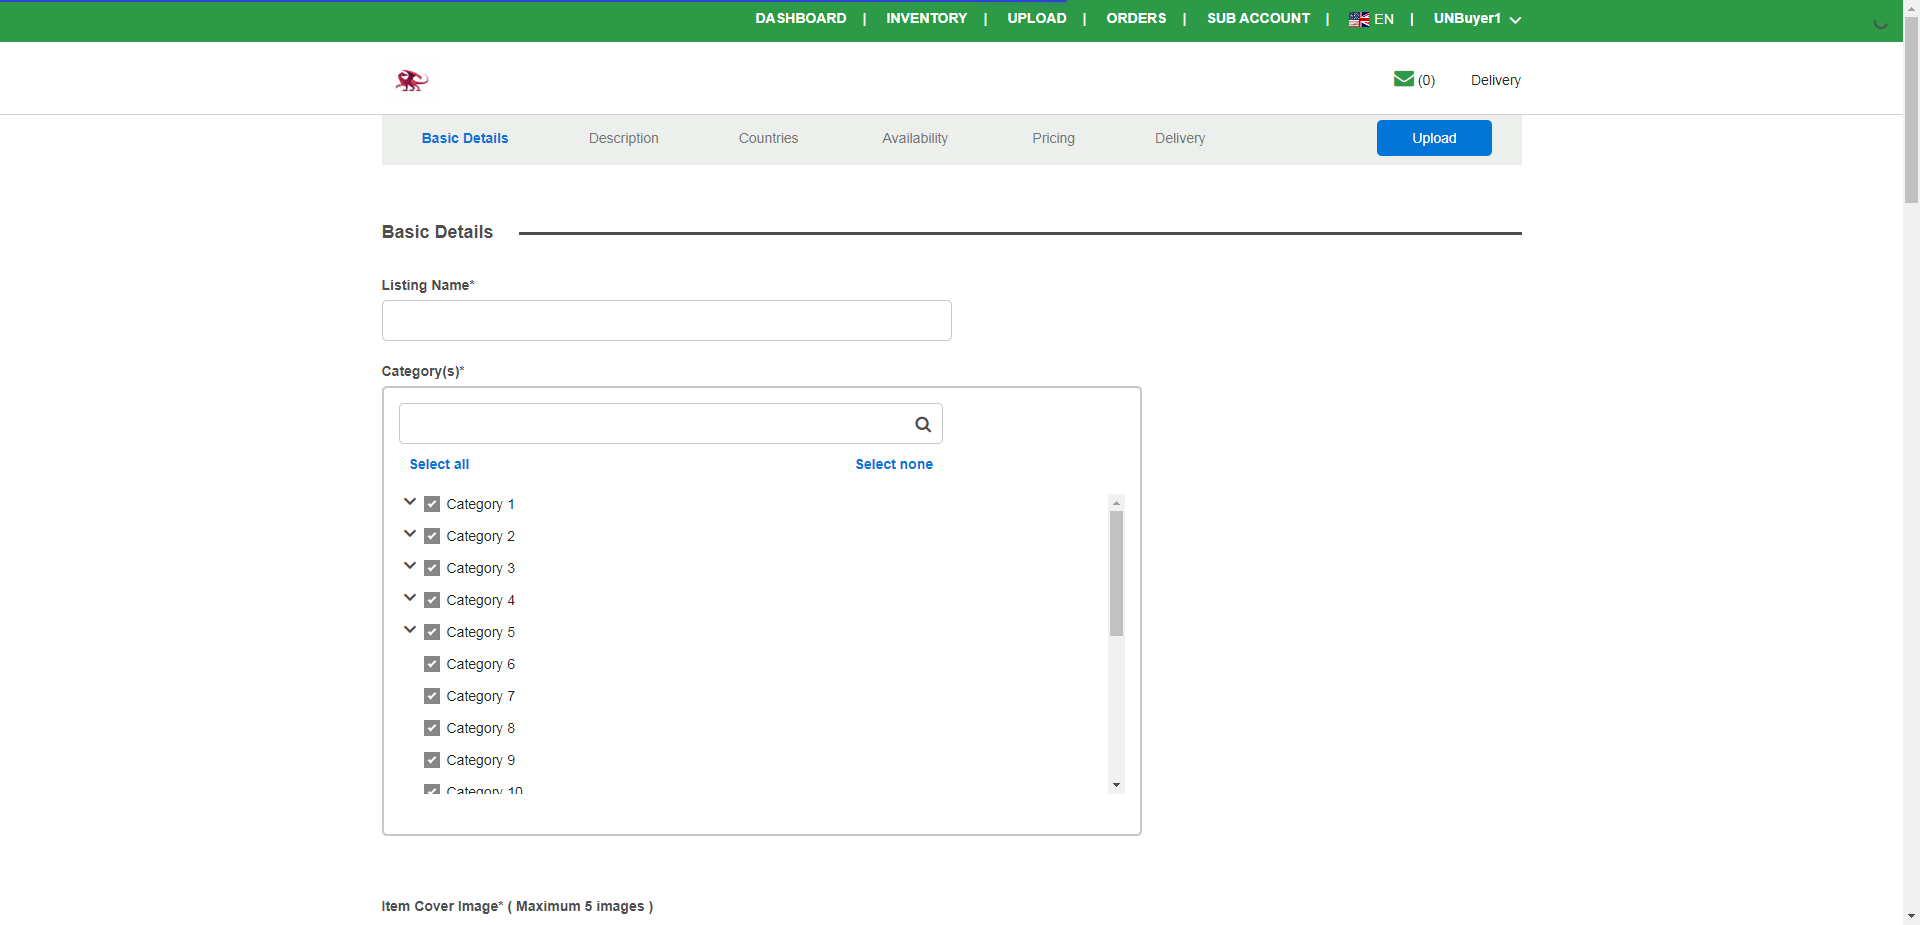 DASHBOARD | INVENTORY | UPLOAD | ORDERS | SUB ACCOUNT | EN | UNBuyer1
(0) Delivery
Basic Details Description Countries Availability Pricing Delivery Upload
Basic Details
Listing Name*
Category(s)*
Select all Select none
Category 1
Category 2
Category 3
Category 4
Category 5
Category 6
Category 7
Category 8
Category 9
Category 10
Item Cover Image* ( Maximum 5 images )